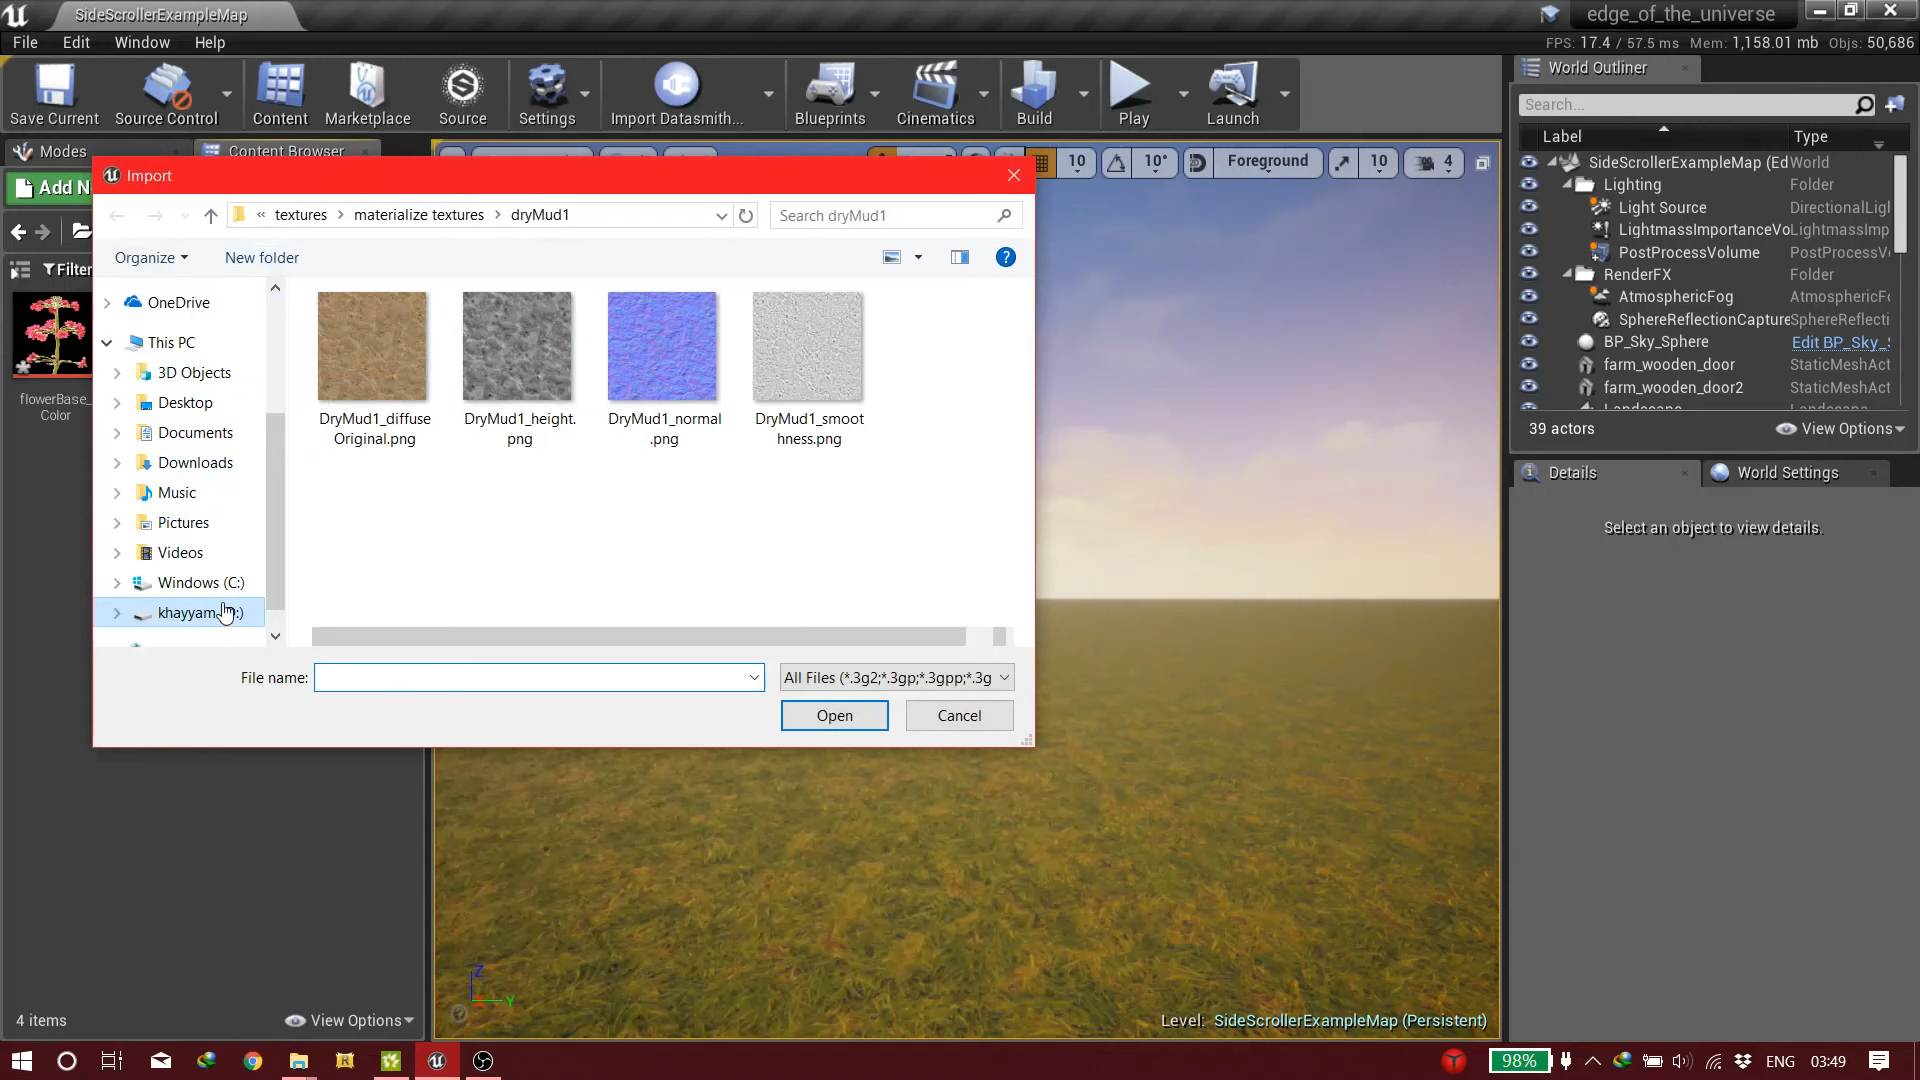 SideScrollerExampleMap
edge_of_the_universe
File Edit Window Help
FPS: 17.4 / 57.5 ms Mem: 1,158.01 mb Objs: 50,686
Save Current
Source Control
Content
Marketplace
Source
Settings
Import Datasmith...
Blueprints
Cinematics
Build
Play
Launch
World Outliner
Search...
Label
Type
Modes
Content Browser
Add N
Filter
flowerBase_
Color
4 items
View Options
Import
« textures › materialize textures › dryMud1
Search dryMud1
Organize
New folder
OneDrive
This PC
3D Objects
Desktop
Documents
Downloads
Music
Pictures
Videos
Windows (C:)
khayyam :)
DryMud1_diffuse
Original.png
DryMud1_height.
png
DryMud1_normal
.png
DryMud1_smoot
hness.png
File name:
All Files (*.3g2;*.3gp;*.3gpp;*.3g
Open
Cancel
10
10°
Foreground
10
4
SideScrollerExampleMap (Ed World
Lighting Folder
Light Source DirectionalLigl
LightmassImportanceVo LightmassImp
PostProcessVolume PostProcessV
RenderFX Folder
AtmosphericFog AtmosphericFo
SphereReflectionCapture SphereReflecti
BP_Sky_Sphere Edit BP_Sky_S
farm_wooden_door StaticMeshAct
farm_wooden_door2 StaticMeshAct
39 actors
View Options
Details
World Settings
Select an object to view details.
Z
Y
Level: SideScrollerExampleMap (Persistent)
98%
ENG
03:49